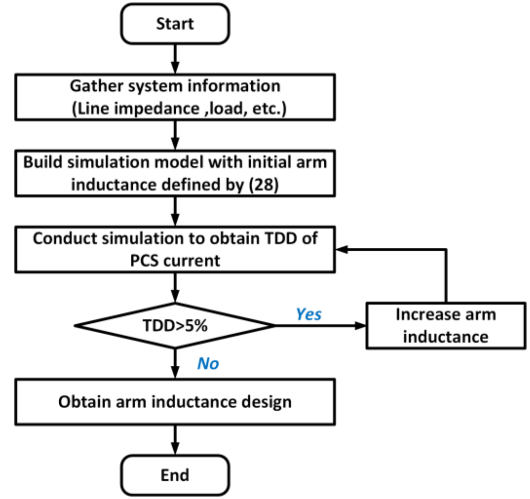 Start
Gather system information
(Line impedance ,load, etc.)
Build simulation model with initial arm
inductance defined by (28)
Conduct simulation to obtain TDD of
PCS current
TDD>5%
Yes
Increase arm
inductance
No
Obtain arm inductance design
End